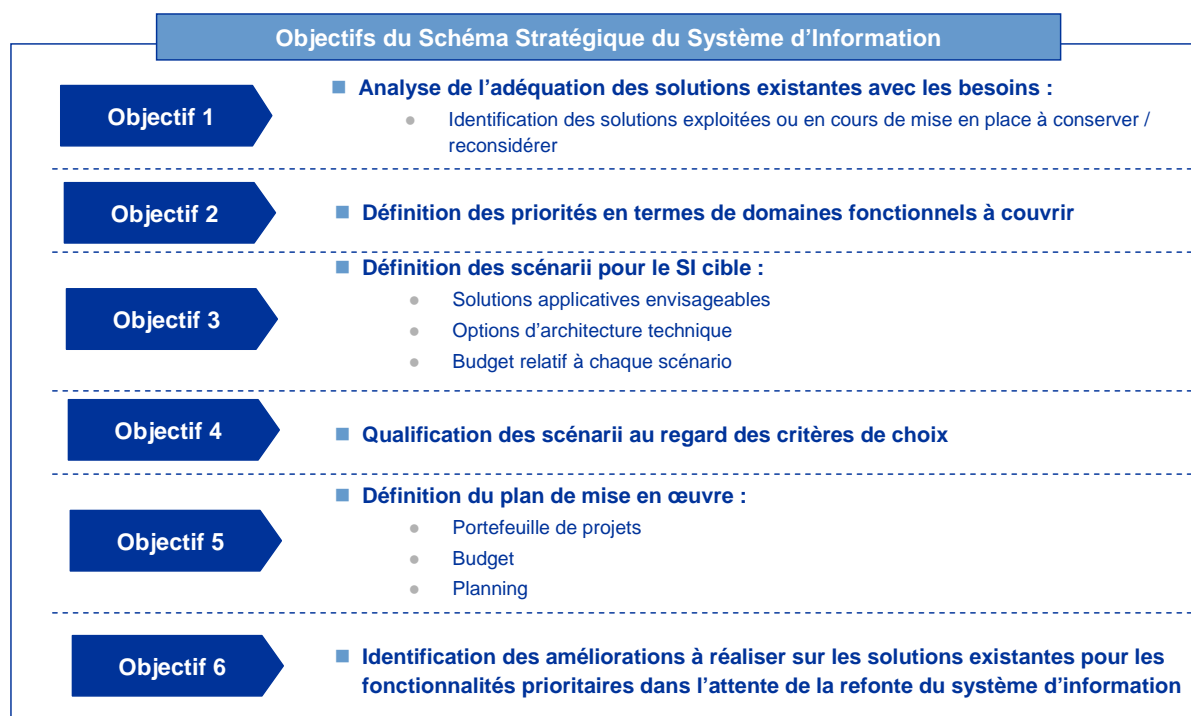 Objectifs du Schéma Stratégique du Système d’Information
Objectif 1
Analyse de l’adéquation des solutions existantes avec les besoins :
Identification des solutions exploitées ou en cours de mise en place à conserver /
reconsidérer
Objectif 2
Définition des priorités en termes de domaines fonctionnels à couvrir
Objectif 3
Définition des scénarii pour le SI cible :
Solutions applicatives envisageables
Options d’architecture technique
Budget relatif à chaque scénario
Objectif 4
Qualification des scénarii au regard des critères de choix
Objectif 5
Définition du plan de mise en œuvre :
Portefeuille de projets
Budget
Planning
Objectif 6
Identification des améliorations à réaliser sur les solutions existantes pour les
fonctionnalités prioritaires dans l’attente de la refonte du système d’information